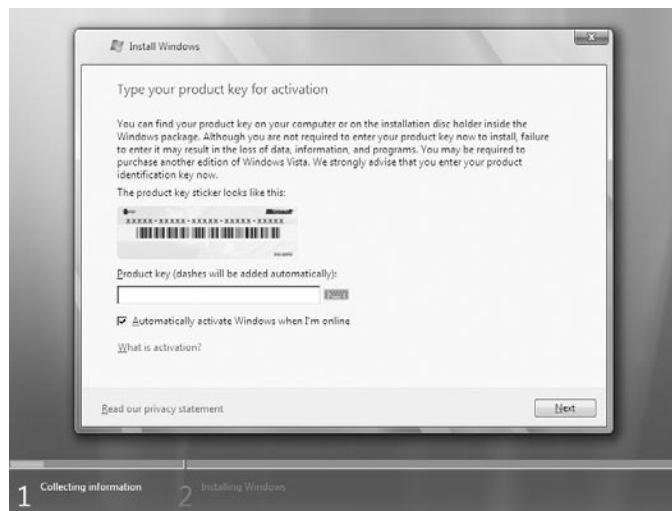 Install Windows
Type your product key for activation
You can find your product key on your computer or on the installation disc holder inside the
Windows package. Although you are not required to enter your product key now to install, failure
to enter it may result in the loss of data, information, and programs. You may be required to
purchase another edition of Windows Vista. We strongly advise that you enter your product
identification key now.
The product key sticker looks like this:
Microsoft
XXXXX-XXXXX-XXXXX-XXXXX-XXXXX
Product key (dashes will be added automatically):
Automatically activate Windows when I'm online
What is activation?
Read our privacy statement
Next
1 Collecting information
2 Installing Windows